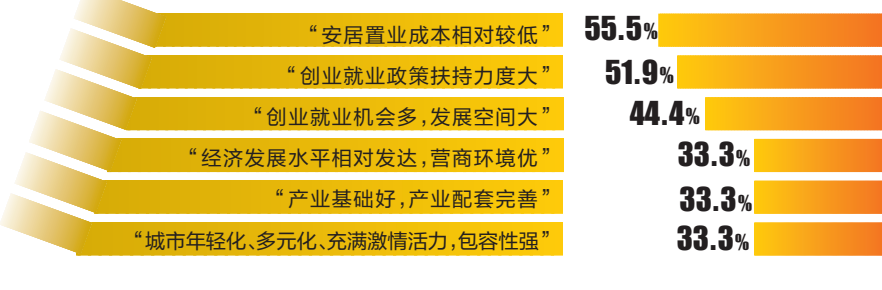 “安居置业成本相对较低” 55.5%
“创业就业政策扶持力度大” 51.9%
“创业就业机会多,发展空间大” 44.4%
“经济发展水平相对发达,营商环境优” 33.3%
“产业基础好,产业配套完善” 33.3%
“城市年轻化、多元化、充满激情活力,包容性强” 33.3%